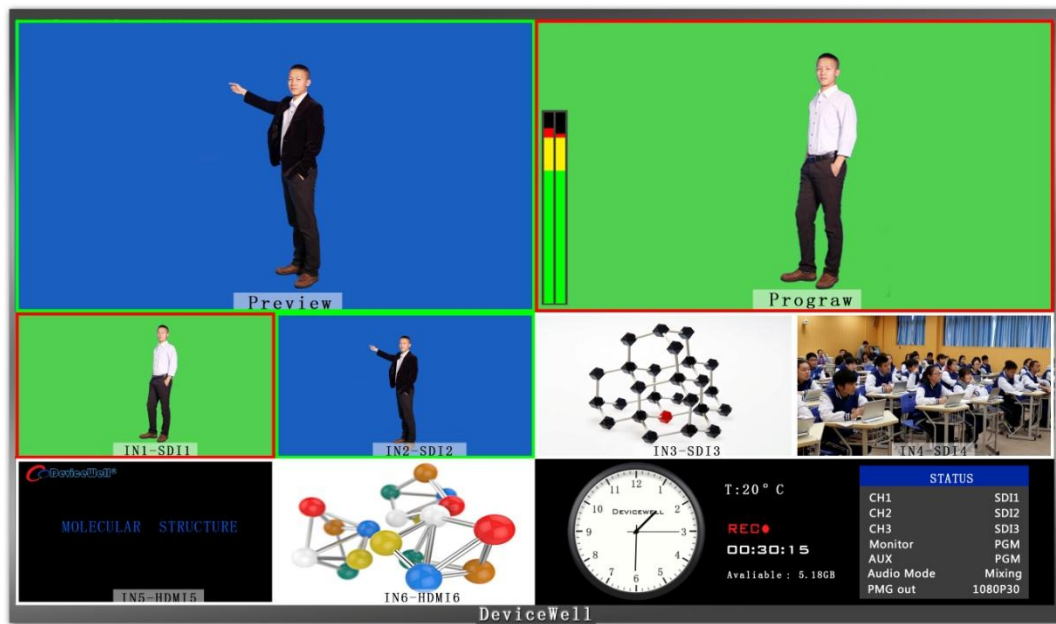 Preview
Prograw
IN1-SDI1
IN2-SDI2
IN3-SDI3
IN4-SDI4
DeviceWell®
MOLECULAR STRUCTURE
IN5-HDMI5
IN6-HDMI6
12
1
2
3
4
5
6
7
8
9
10
11
DEVICEWELL
T:20° C
REC
00:30:15
Avaliable : 5.18GB
STATUS
CH1 SDI1
CH2 SDI2
CH3 SDI3
Monitor PGM
AUX PGM
Audio Mode Mixing
PMG out 1080P30
DeviceWell